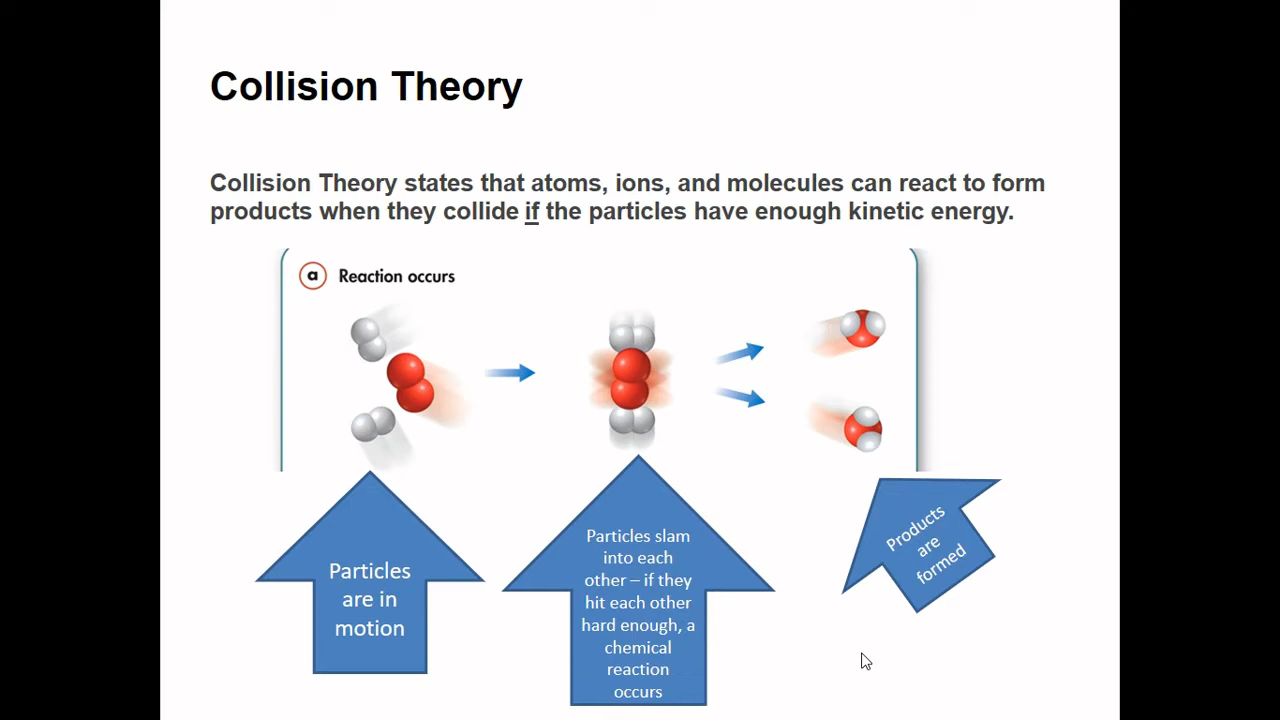 Collision Theory
Collision Theory states that atoms, ions, and molecules can react to form
products when they collide if the particles have enough kinetic energy.
a Reaction occurs
Particles
are in
motion
Particles slam
into each
other – if they
hit each other
hard enough, a
chemical
reaction
occurs
Products
are
formed